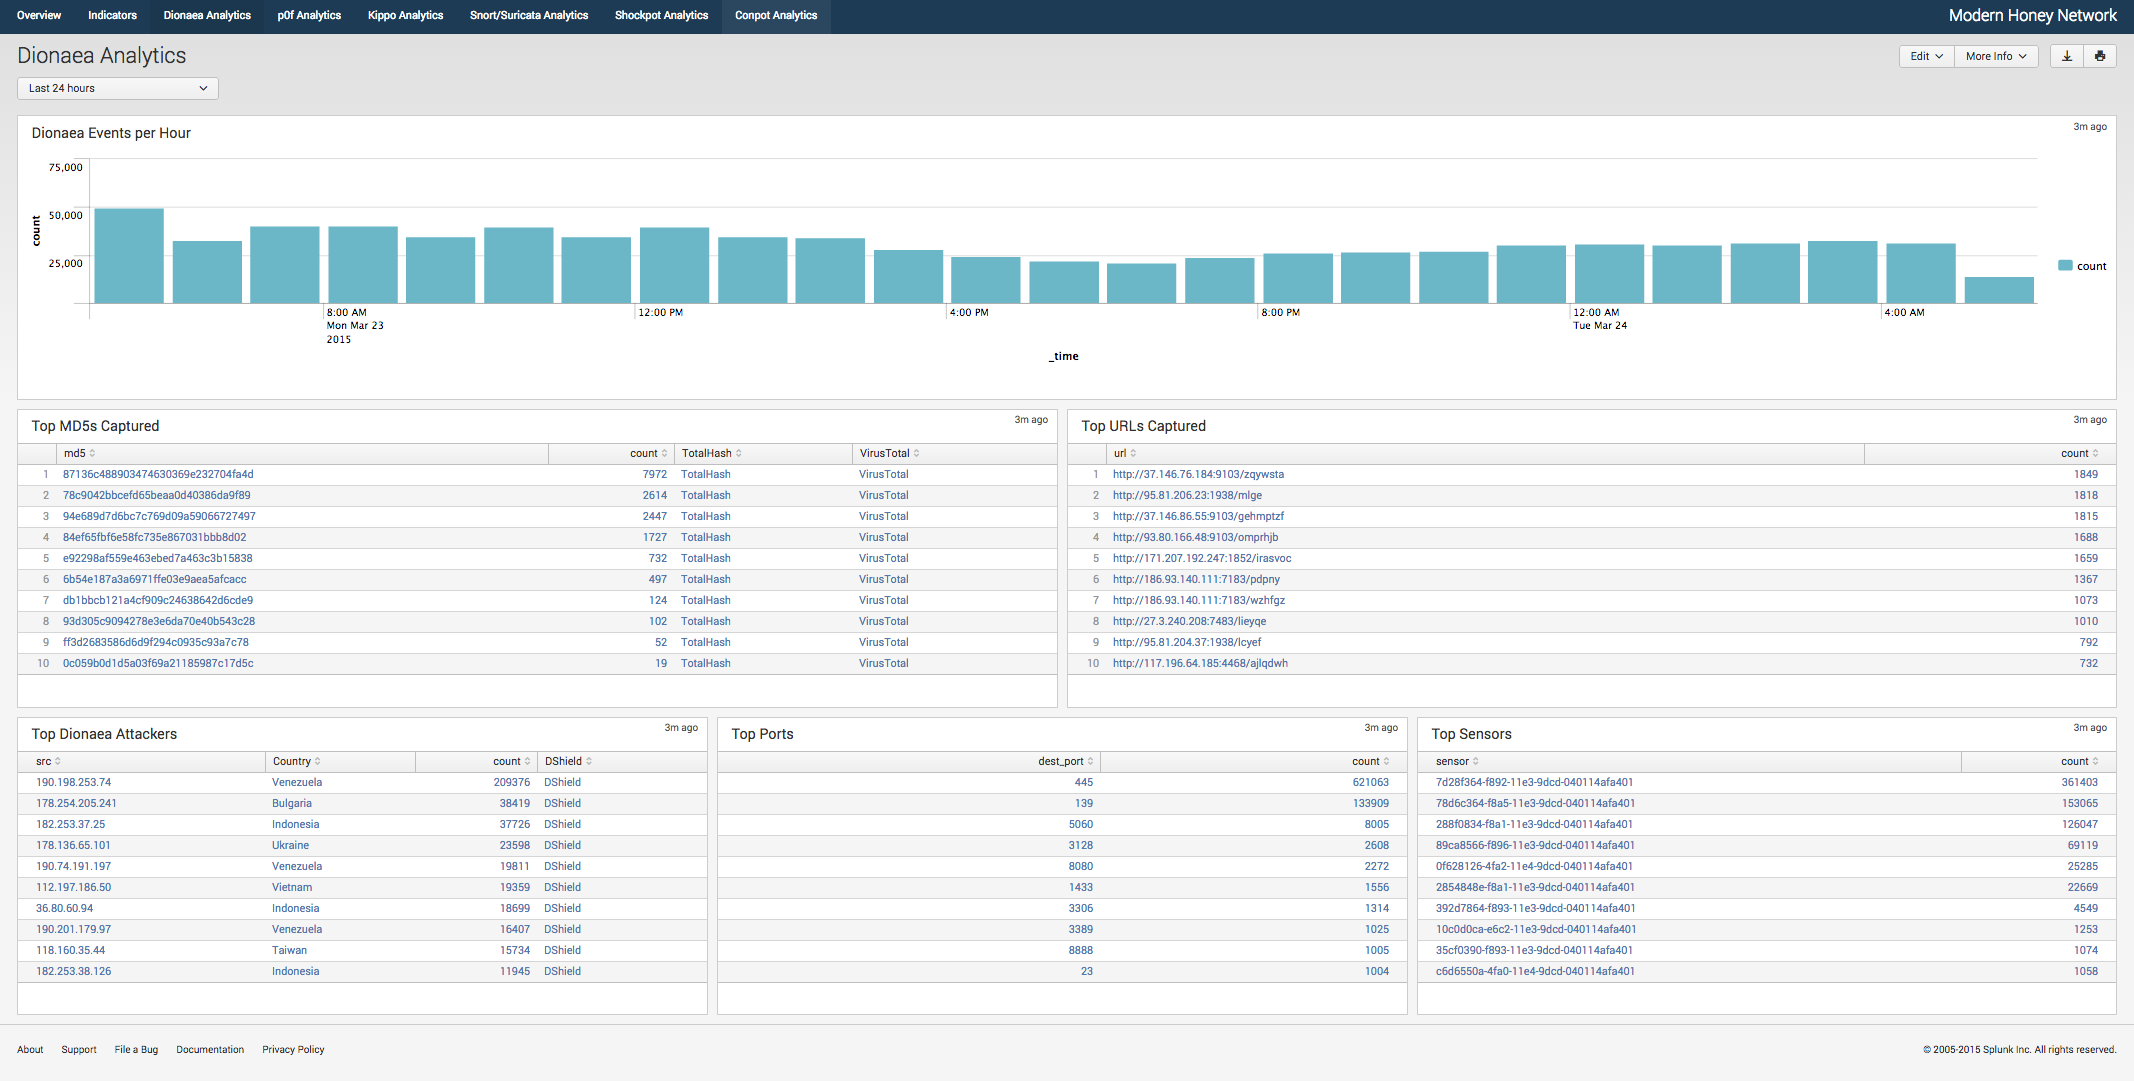 Overview Indicators Dionaea Analytics p0f Analytics Kippo Analytics Snort/Suricata Analytics Shockpot Analytics Conpot Analytics Modern Honey Network
Dionaea Analytics
Edit More Info
Last 24 hours
Dionaea Events per Hour
3m ago
75,000
50,000
25,000
count
count
8:00 AM 12:00 PM 4:00 PM 8:00 PM 12:00 AM 4:00 AM
Mon Mar 23 Tue Mar 24
2015
_time
Top MD5s Captured
3m ago
md5 count TotalHash VirusTotal
1 87136c488903474630369e232704fa4d 7972 TotalHash VirusTotal
2 78c9042bbcefd65beaa0d40386da9f89 2614 TotalHash VirusTotal
3 94e689d7d6bc7c769d09a59066727497 2447 TotalHash VirusTotal
4 84ef65fbf6e58fc735e867031bbb8d02 1727 TotalHash VirusTotal
5 e92298af559e463ebed7a463c3b15838 732 TotalHash VirusTotal
6 6b54e187a3a6971ffe03e9aea5afcacc 497 TotalHash VirusTotal
7 db1bbcb121a4cf909c24638642d6cde9 124 TotalHash VirusTotal
8 93d305c9094278e3e6da70e40b543c28 102 TotalHash VirusTotal
9 ff3d2683586d6d9f294c0935c93a7c78 52 TotalHash VirusTotal
10 0c059b0d1d5a03f69a21185987c17d5c 19 TotalHash VirusTotal
Top URLs Captured
3m ago
url count
1 http://37.146.76.184:9103/zqywsta 1849
2 http://95.81.206.23:1938/mlge 1818
3 http://37.146.86.55:9103/gehmptzf 1815
4 http://93.80.166.48:9103/omprhjb 1688
5 http://171.207.192.247:1852/irasvoc 1659
6 http://186.93.140.111:7183/pdpny 1367
7 http://186.93.140.111:7183/wzhfgz 1073
8 http://27.3.240.208:7483/lieyqe 1010
9 http://95.81.204.37:1938/lcyef 792
10 http://117.196.64.185:4468/ajlqdwh 732
Top Dionaea Attackers
3m ago
src Country count DShield
190.198.253.74 Venezuela 209376 DShield
178.254.205.241 Bulgaria 38419 DShield
182.253.37.25 Indonesia 37726 DShield
178.136.65.101 Ukraine 23598 DShield
190.74.191.197 Venezuela 19811 DShield
112.197.186.50 Vietnam 19359 DShield
36.80.60.94 Indonesia 18699 DShield
190.201.179.97 Venezuela 16407 DShield
118.160.35.44 Taiwan 15734 DShield
182.253.38.126 Indonesia 11945 DShield
Top Ports
3m ago
dest_port count
445 621063
139 133909
5060 8005
3128 2608
8080 2272
1433 1556
3306 1314
3389 1025
8888 1005
23 1004
Top Sensors
3m ago
sensor count
7d28f364-f892-11e3-9dcd-040114afa401 361403
78d6c364-f8a5-11e3-9dcd-040114afa401 153065
288f0834-f8a1-11e3-9dcd-040114afa401 126047
89ca8566-f896-11e3-9dcd-040114afa401 69119
0f628126-4fa2-11e4-9dcd-040114afa401 25285
2854848e-f8a1-11e3-9dcd-040114afa401 22669
392d7864-f893-11e3-9dcd-040114afa401 4549
10c0d0ca-e6c2-11e3-9dcd-040114afa401 1253
35cf0390-f893-11e3-9dcd-040114afa401 1074
c6d6550a-4fa0-11e4-9dcd-040114afa401 1058
About Support File a Bug Documentation Privacy Policy © 2005-2015 Splunk Inc. All rights reserved.